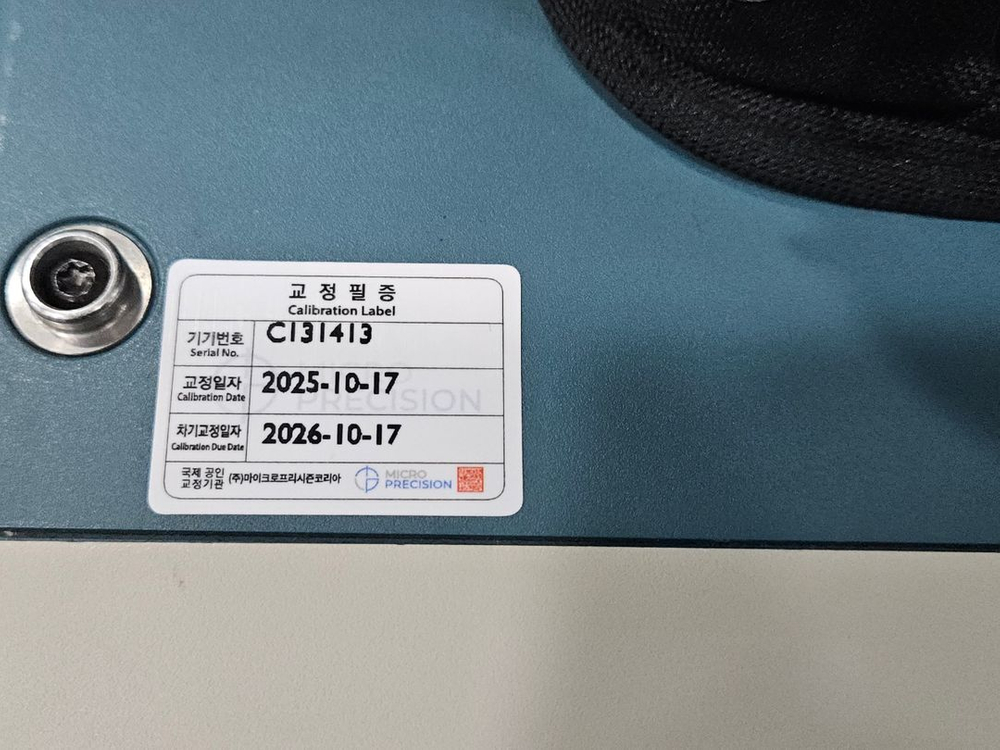 교 정 필 증
Calibration Label
기기번호 C131413
Serial No.
교정일자 2025-10-17
Calibration Date
차기교정일자 2026-10-17
Calibration Due Date
국제 공인
교정기관 (주)마이크로프리시즌코리아
MICRO
PRECISION
MICRO
PRECISION